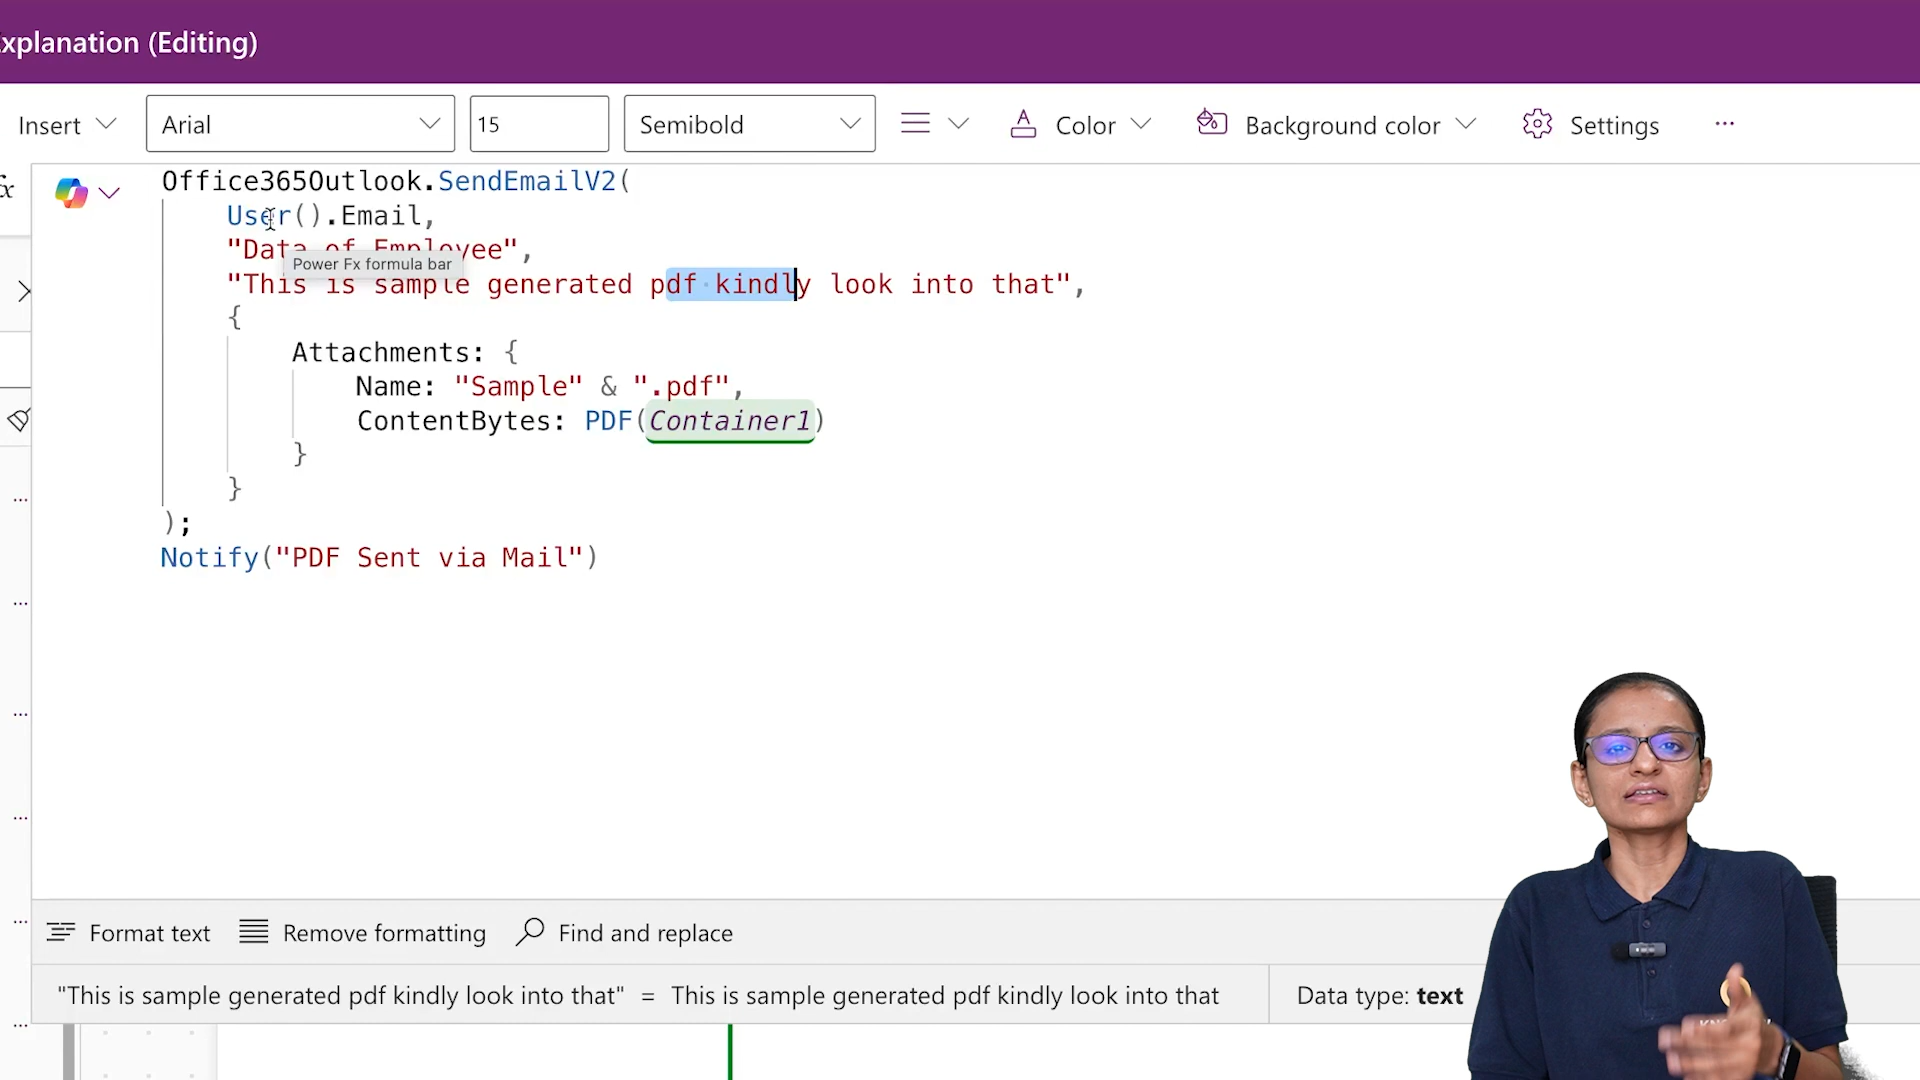 xplanation (Editing)
Insert Arial 15 Semibold Color Background color Settings ...
fx
Office365Outlook.SendEmailV2(
User().Email,
"Data of Employee",
Power Fx formula bar
"This is sample generated pdf kindly look into that",
{
Attachments: {
Name: "Sample" & ".pdf",
ContentBytes: PDF(Container1)
}
}
);
Notify("PDF Sent via Mail")
Format text Remove formatting Find and replace
"This is sample generated pdf kindly look into that" = This is sample generated pdf kindly look into that Data type: text